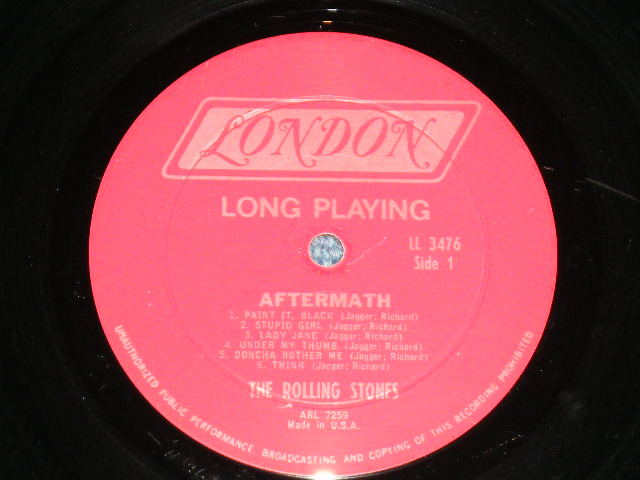 LONDON
LONG PLAYING
LL 3476
Side 1
AFTERMATH
1. PAINT IT, BLACK (Jagger; Richard)
2. STUPID GIRL (Jagger; Richard)
3. LADY JANE (Jagger; Richard)
4. UNDER MY THUMB (Jagger; Richard)
5. DONCHA BOTHER ME (Jagger; Richard)
6. THINK (Jagger; Richard)
THE ROLLING STONES
ARL 7259
Made in U.S.A.
UNAUTHORIZED PUBLIC PERFORMANCE, BROADCASTING AND COPYING OF THIS RECORDING PROHIBITED